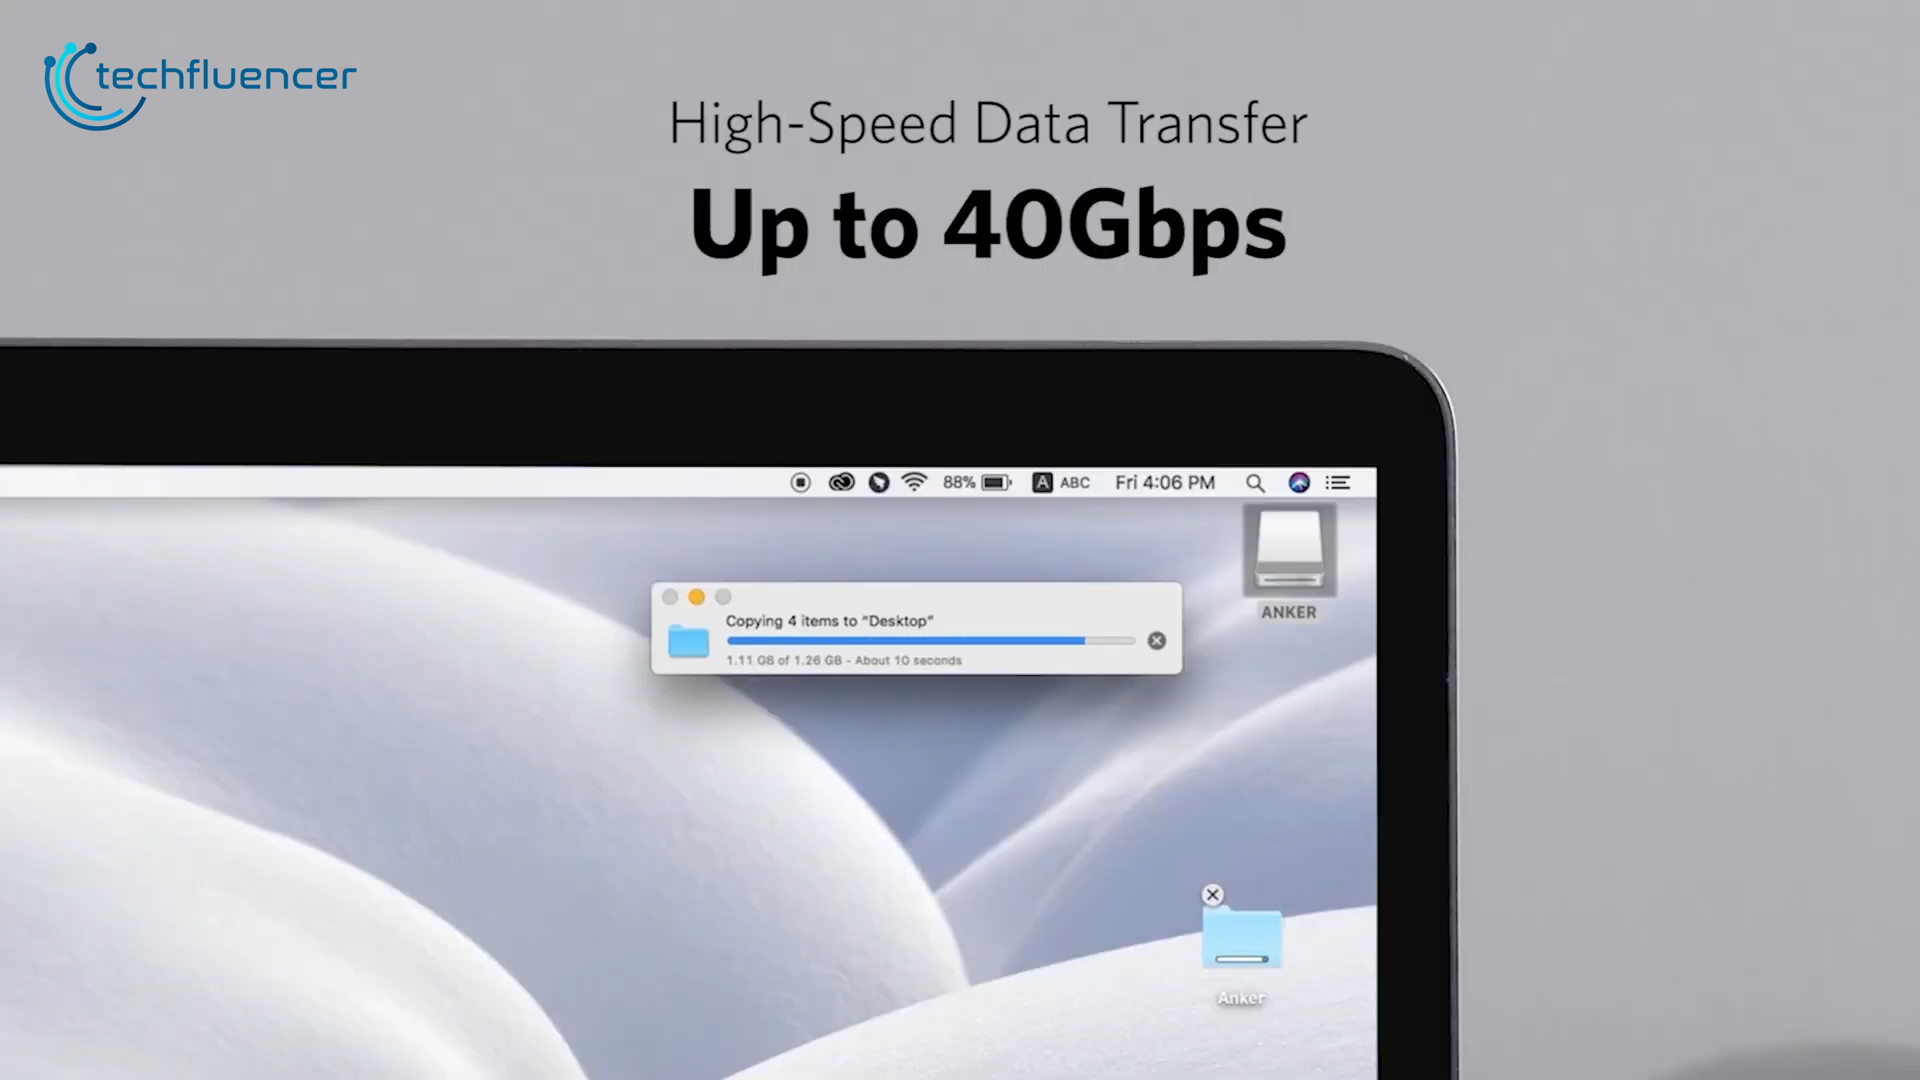 techfluencer
High-Speed Data Transfer
Up to 40Gbps
88%
A ABC
Fri 4:06 PM
ANKER
Copying 4 items to “Desktop”
1.11 GB of 1.26 GB - About 10 seconds
Anker